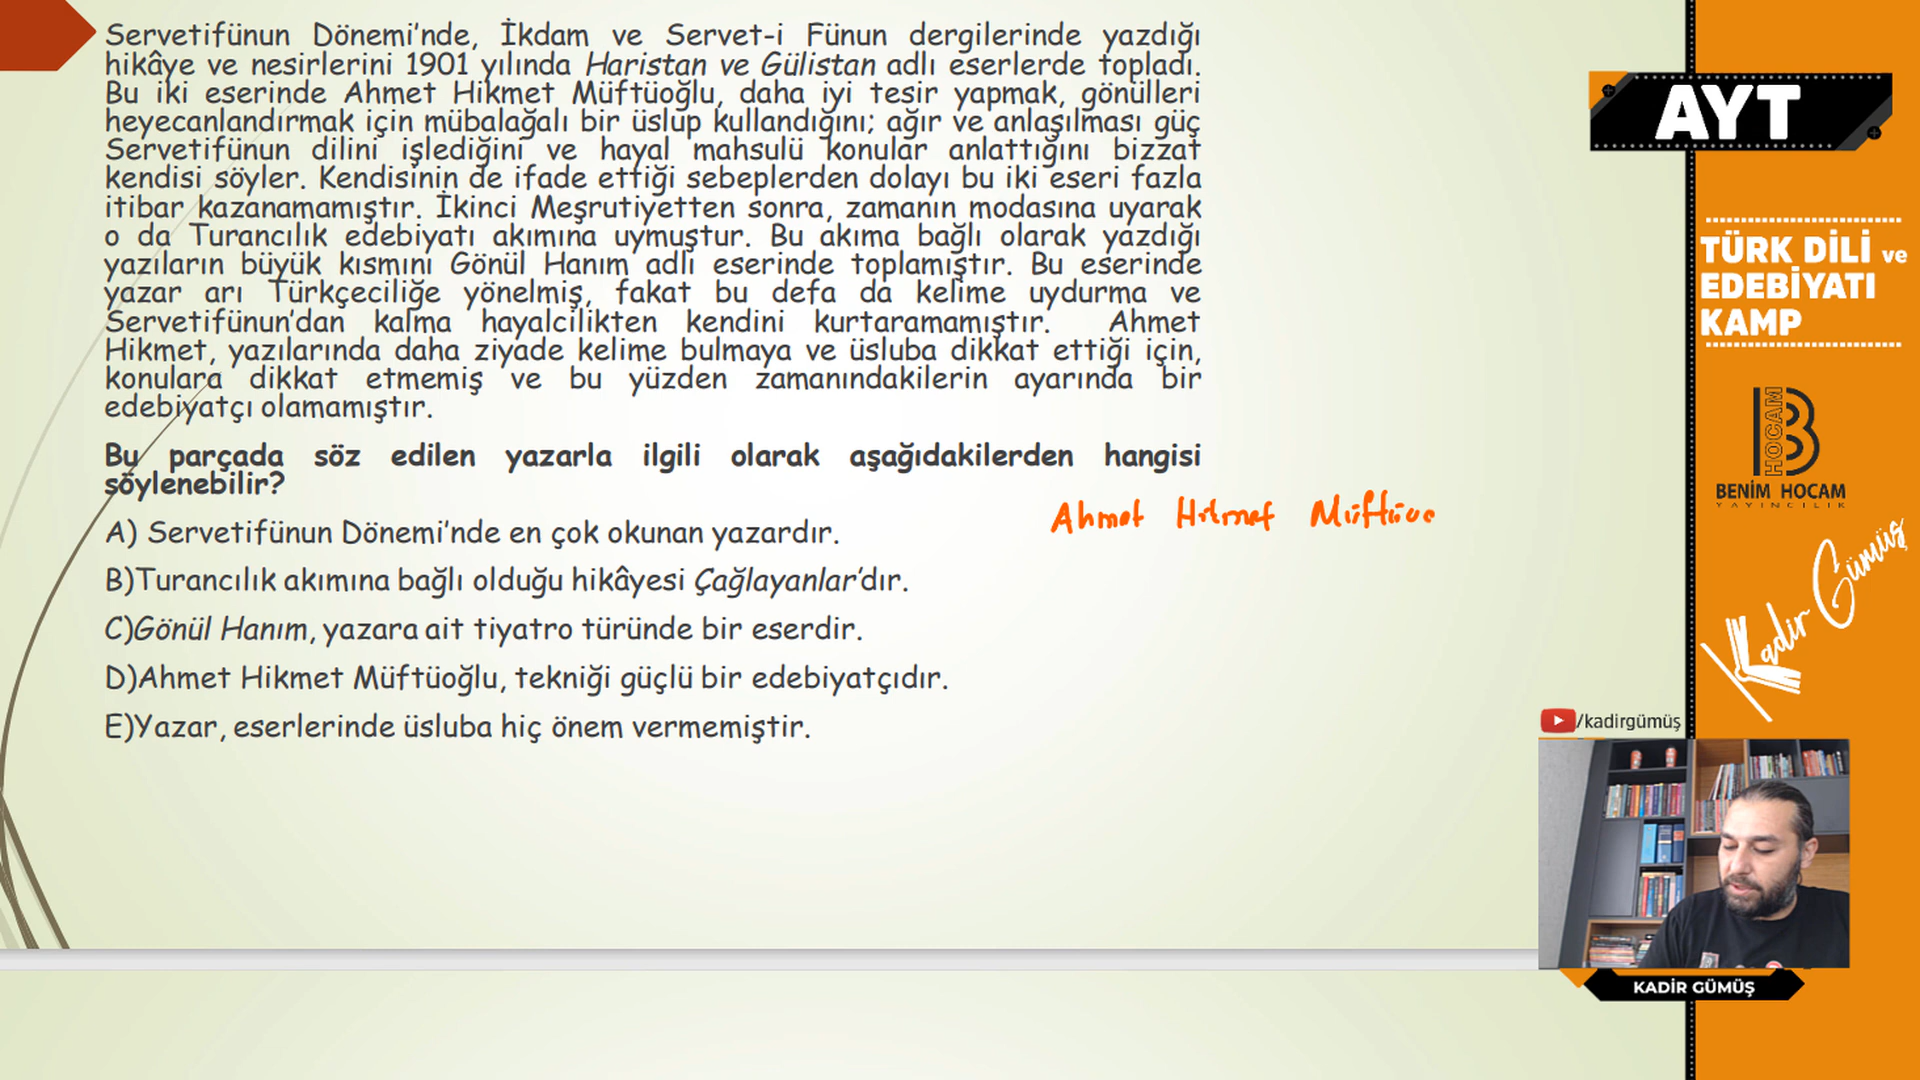 Servetifünun Dönemi'nde, İkdam ve Servet-i Fünun dergilerinde yazdığı
hikâye ve nesirlerini 1901 yılında Haristan ve Gülistan adlı eserlerde topladı.
Bu iki eserinde Ahmet Hikmet Müftüoğlu, daha iyi tesir yapmak, gönülleri
heyecanlandırmak için mübalağalı bir üslup kullandığını; ağır ve anlaşılması güç
Servetifünun dilini işlediğini ve hayal mahsulü konular anlattığını bizzat
kendisi söyler. Kendisinin de ifade ettiği sebeplerden dolayı bu iki eseri fazla
itibar kazanamamıştır. İkinci Meşrutiyetten sonra, zamanın modasına uyarak
o da Turancılık edebiyatı akımına uymuştur. Bu akıma bağlı olarak yazdığı
yazıların büyük kısmını Gönül Hanım adlı eserinde toplamıştır. Bu eserinde
yazar arı Türkçeciliğe yönelmiş, fakat bu defa da kelime uydurma ve
Servetifünun'dan kalma hayalcilikten kendini kurtaramamıştır. Ahmet
Hikmet, yazılarında daha ziyade kelime bulmaya ve üsluba dikkat ettiği için,
konulara dikkat etmemiş ve bu yüzden zamanındakilerin ayarında bir
edebiyatçı olamamıştır.
Bu parçada söz edilen yazarla ilgili olarak aşağıdakilerden hangisi
söylenebilir?
A) Servetifünun Dönemi'nde en çok okunan yazardır.
B)Turancılık akımına bağlı olduğu hikâyesi Çağlayanlar'dır.
C)Gönül Hanım, yazara ait tiyatro türünde bir eserdir.
D)Ahmet Hikmet Müftüoğlu, tekniği güçlü bir edebiyatçıdır.
E)Yazar, eserlerinde üsluba hiç önem vermemiştir.
Ahmet Hikmet Müftüo
AYT
TÜRK DİLİ ve
EDEBİYATI
KAMP
HOCAM
BENİM HOCAM
YAYINCILIK
Kadir Gümüş
/kadirgümüş
KADİR GÜMÜŞ